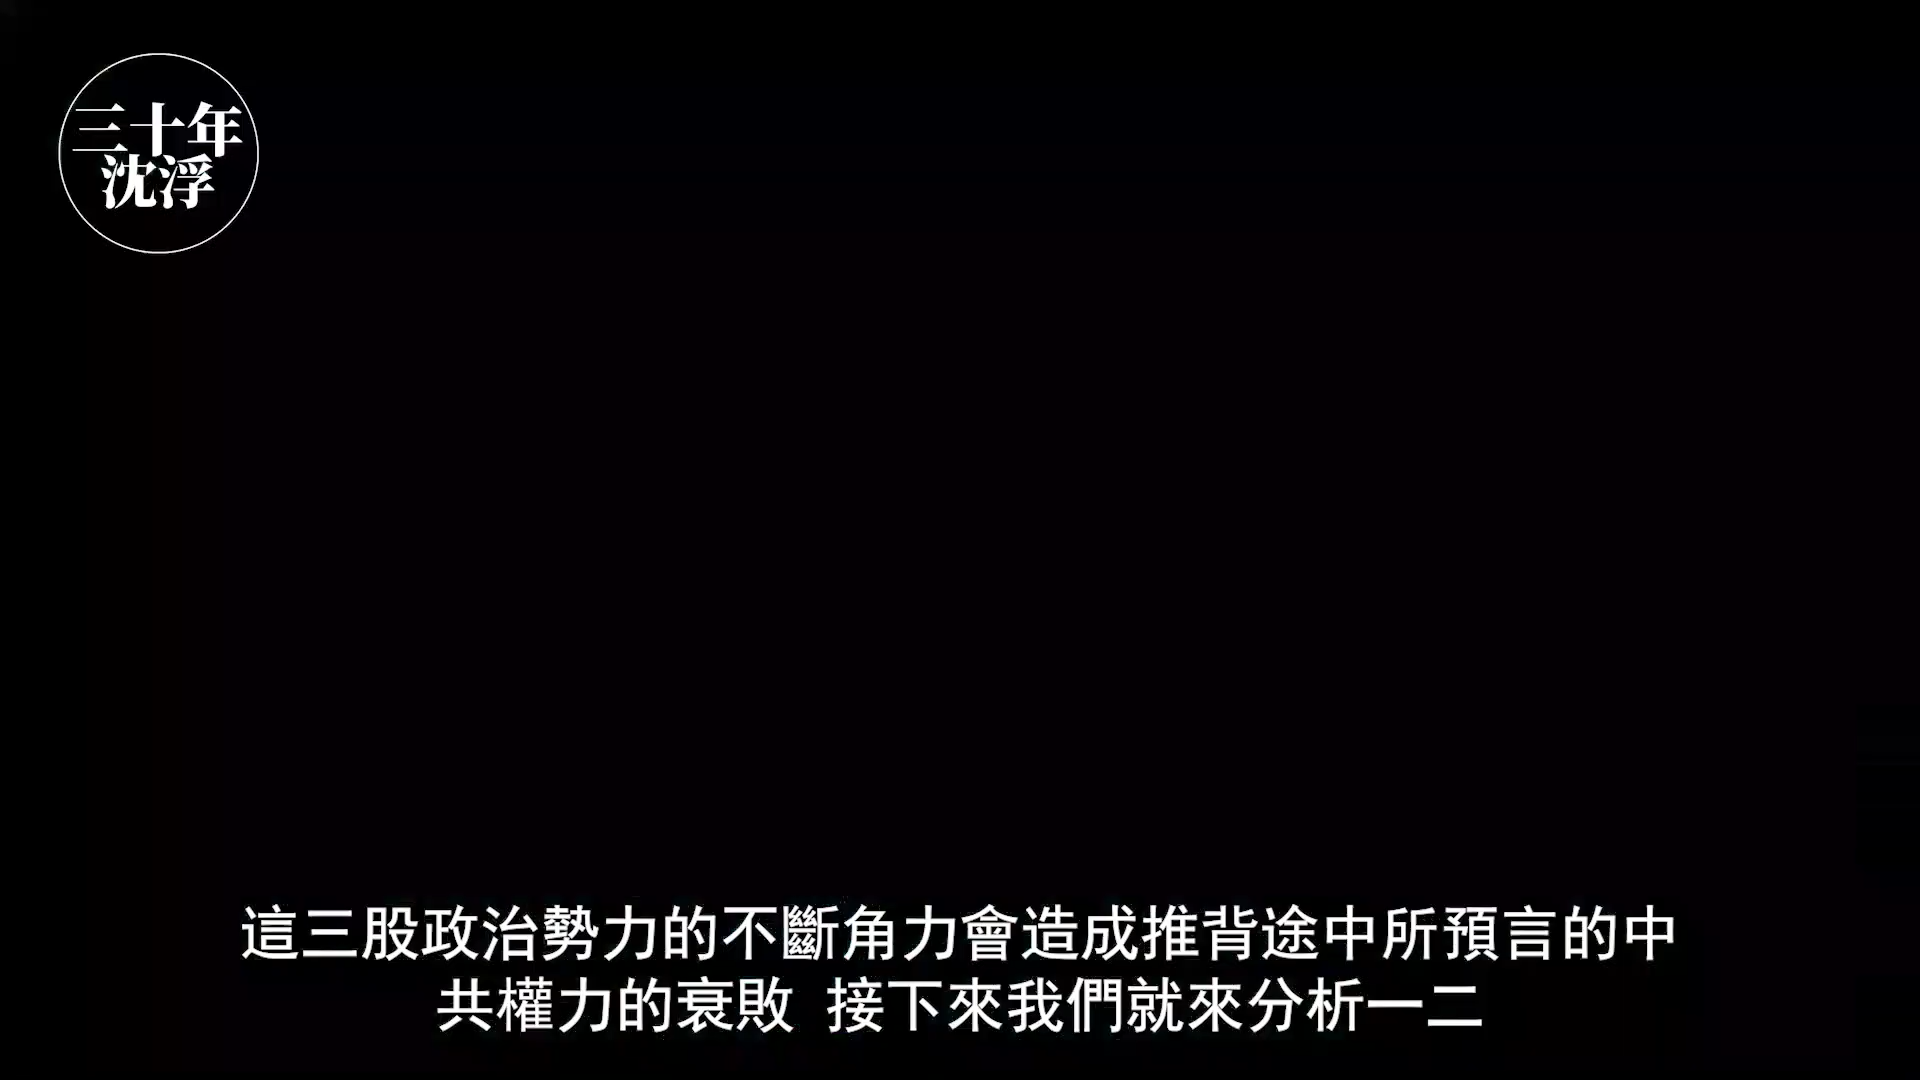 三十年
沈浮
這三股政治勢力的不斷角力會造成推背途中所預言的中
共權力的衰敗 接下來我們就來分析一二